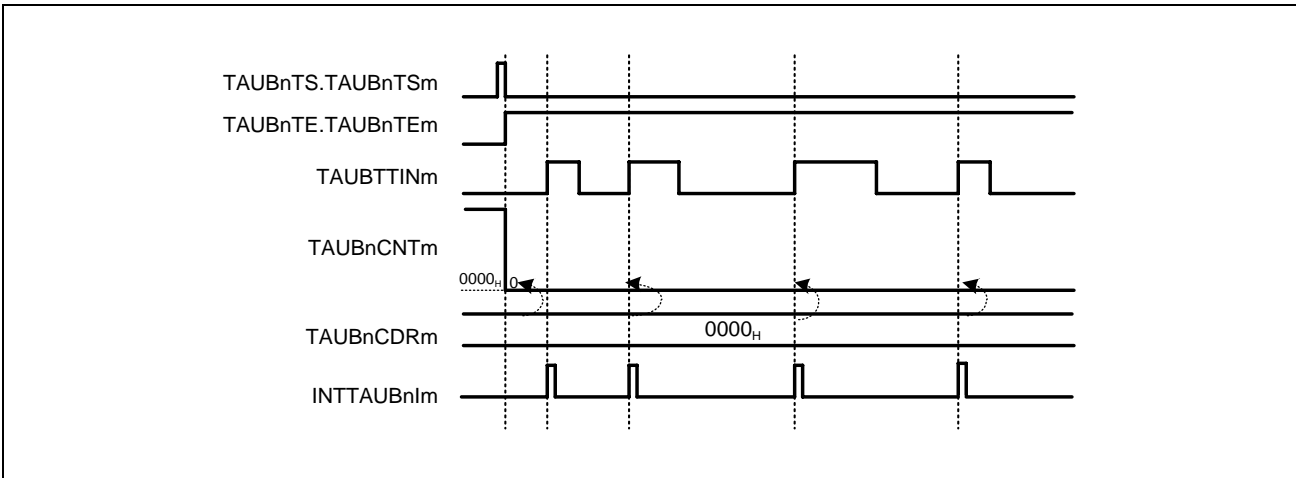 TAUBnTS.TAUBnTSm
TAUBnTE.TAUBnTEm
TAUBTTINm
TAUBnCNTm
0000H 0
TAUBnCDRm
0000H
INTTAUBnIm